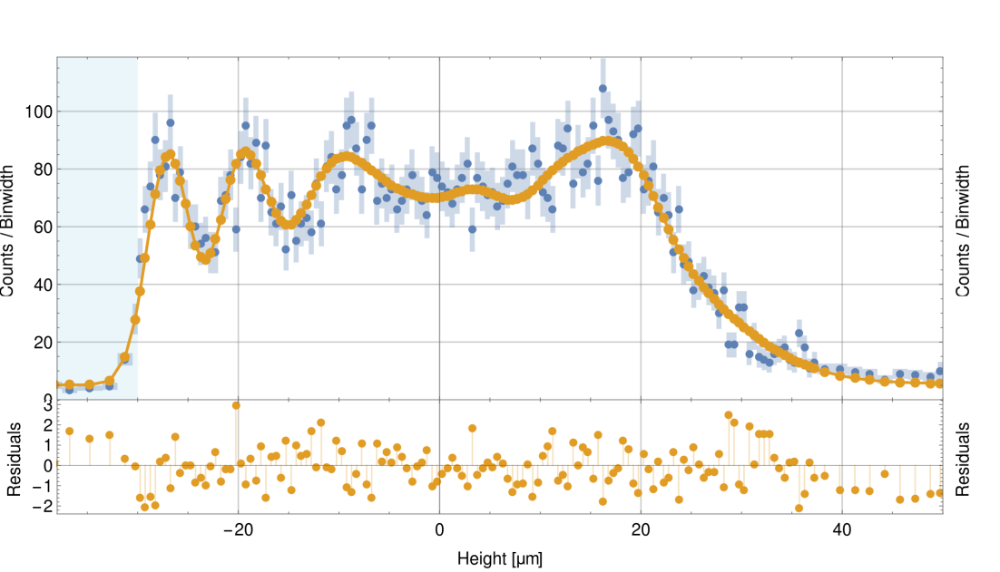 100
80
60
40
20
0
Counts / Binwidth
Counts / Binwidth
3
2
1
0
−1
−2
Residuals
Residuals
−20 0 20 40
Height [µm]